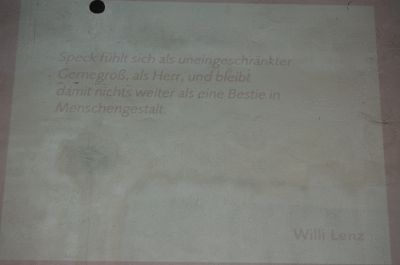 Speck fühlt sich als uneingeschränkter
Gernegroß, als Herr, und bleibt
damit nichts weiter als eine Bestie in
Menschengestalt.
Willi Lenz